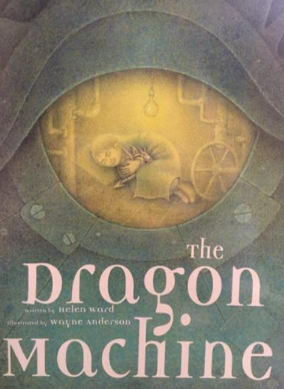 The
Dragon
written by Helen Ward
illustrated by Wayne Anderson
Machine